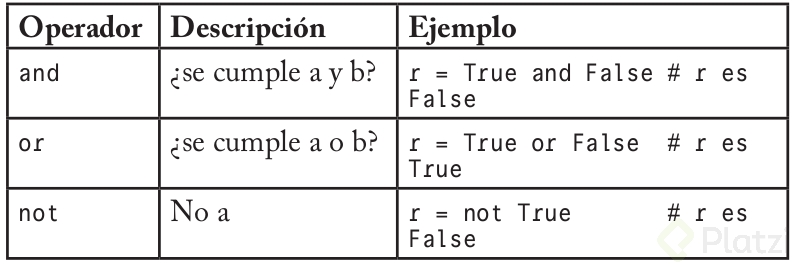 Operador Descripción Ejemplo
and ¿se cumple a y b? r = True and False # r es
False
or ¿se cumple a o b? r = True or False # r es
True
not No a r = not True # r es
False
Platzi